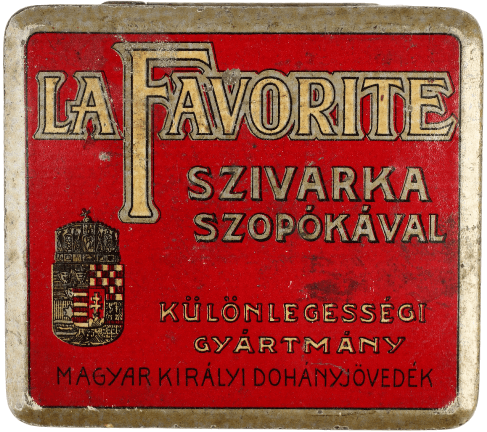 LA FAVORITE
SZIVARKA
SZOPÓKÁVAL
KÜLÖNLEGESSÉGI
GYÁRTMÁNY
MAGYAR KIRÁLYI DOHÁNYJÖVEDÉK